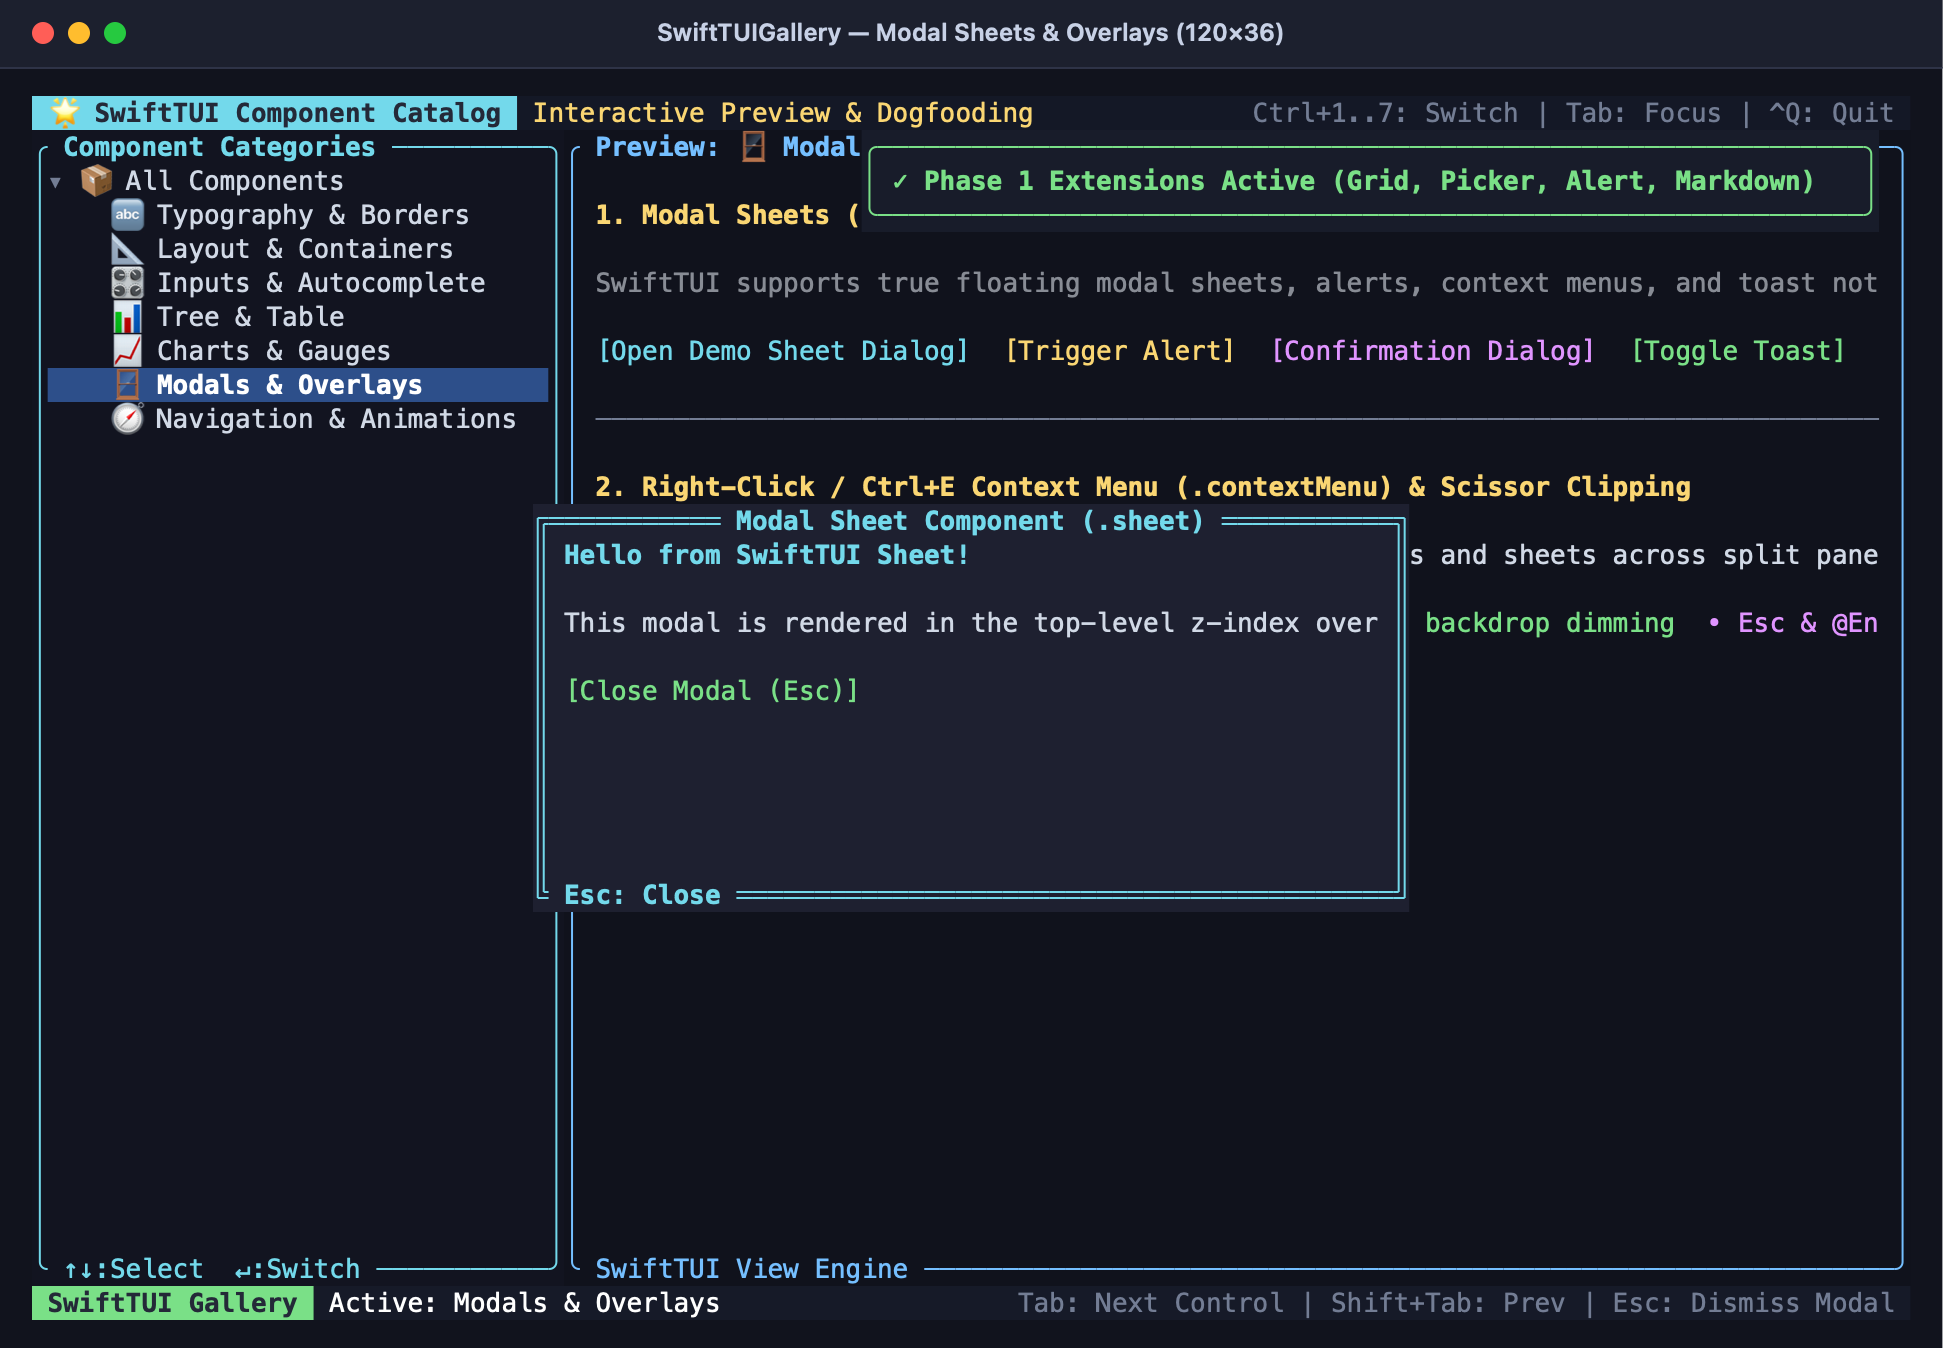 SwiftTUIGallery — Modal Sheets & Overlays (120×36)
🌟 SwiftTUI Component Catalog Interactive Preview & Dogfooding Ctrl+1..7: Switch | Tab: Focus | ^Q: Quit
Component Categories
▼ 📦 All Components
🔤 Typography & Borders
📐 Layout & Containers
🎛️ Inputs & Autocomplete
📊 Tree & Table
📈 Charts & Gauges
🚪 Modals & Overlays
🧭 Navigation & Animations
↑↓:Select ↵:Switch
Preview: 🚪 Modal
✓ Phase 1 Extensions Active (Grid, Picker, Alert, Markdown)
1. Modal Sheets (
SwiftTUI supports true floating modal sheets, alerts, context menus, and toast not
[Open Demo Sheet Dialog] [Trigger Alert] [Confirmation Dialog] [Toggle Toast]
2. Right-Click / Ctrl+E Context Menu (.contextMenu) & Scissor Clipping
s and sheets across split pane
backdrop dimming • Esc & @En
Modal Sheet Component (.sheet)
Hello from SwiftTUI Sheet!
This modal is rendered in the top-level z-index over
[Close Modal (Esc)]
Esc: Close
SwiftTUI View Engine
SwiftTUI Gallery Active: Modals & Overlays Tab: Next Control | Shift+Tab: Prev | Esc: Dismiss Modal